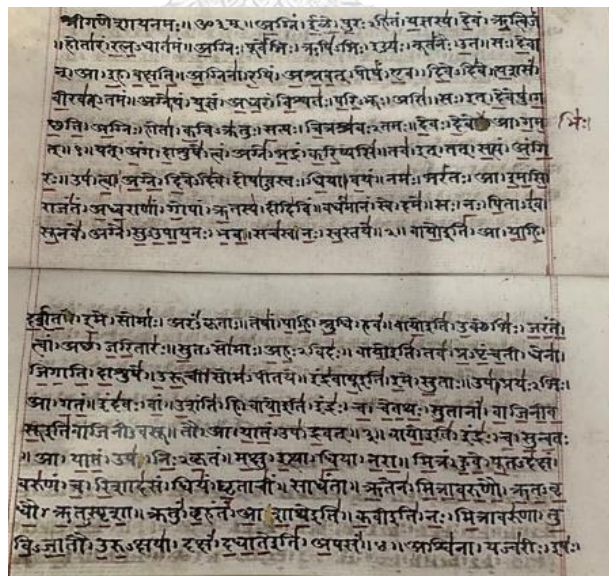 श्रीगणेशायनमः॥ॐ३म्॥अग्निं।ईळे।पुरःऽहितं।यज्ञस्य।देवं।ऋत्विजं
॥होतारं।रत्नऽधातमं॥अग्निः।पूर्वेभिः।ऋषिऽभिः।ईड्यः।नूतनैः।उत॥सः।देवा
न्।आ।इह।वक्षति॥अग्निना।रयिं।अश्नवत्।पोषं।एव।दिवेऽदिवे॥यशसं
वीरवत्ऽतमं॥अग्ने।यं।यज्ञं।अध्वरं।विश्वतः।परिऽभूः।असि॥सः।इत्।देवेषु।ग
च्छति॥अग्निः।होता।कविऽक्रतुः।सत्यः।चित्रश्रवःऽतमः॥देवः।देवे आ।गम
भिः।
त्॥१॥यत्।अंग।दाशुषे।त्वं।अग्ने।भद्रं।करिष्यसि॥तव।इत्।तत्।सत्यं।अंगि
रः॥उप।त्वा।अग्ने।दिवेऽदिवे।दोषाऽवस्तः।धिया।वयं॥नमः।भरंतः।आ।इमसि
राजंतं।अध्वराणां।गोपां।ऋतस्य।दीदिविं॥वर्धमानं।स्वे।दमे॥सः।नः।पिताऽइव।
सूनवे।अग्ने।सुऽउपायनः।भव॥सचस्व।नः।स्वस्तये॥२॥वायोइति।आ।याहि।
दर्शत।इमे।सोमाः।अरंऽकृताः॥तेषां।पाहि।श्रुधि।हवं॥वायोइति।उक्थेभिः।जरंते
त्वां।अच्छ।जरितारः॥सुतऽसोमाः।अहःऽविदः॥वायोइति।तव।प्रऽपृंचती।धेना।
जिगाति।दाशुषे॥उरूची।सोमऽपीतये॥इंद्रवायूइति।इमे।सुताः॥उप।प्रयःऽभिः।
आ।गतं॥इंदवः।वां।उशंति।हि॥वायोइति।इंद्रः।च।चेतथः।सुतानां।वाजिनीव
सूइतिवाजिनीवसू॥तौ।आ।यातं।उप।द्रवत्॥३॥वायोइति।इंद्रः।च।सुन्वतः
॥आ।यातं।उप।निःऽकृतं॥मक्षु।इत्था।धिया।नरा॥मित्रं।हुवे।पूतऽदक्षं।
वरुणं।च।रिशादसं॥धियं।घृताचीं॥साधंता॥ऋतेन।मित्रावरुणौ।ऋतऽवृ
धौ।ऋतऽस्पृशा॥क्रतुं।बृहंतं।आ शाथेइति॥कवीइति।नः।मित्रावरुणा।तु
विऽजातौ।उरुऽक्षया।दक्षं।दधातेइति।अपसं॥४॥अश्विना।यज्वरीः।इषः।